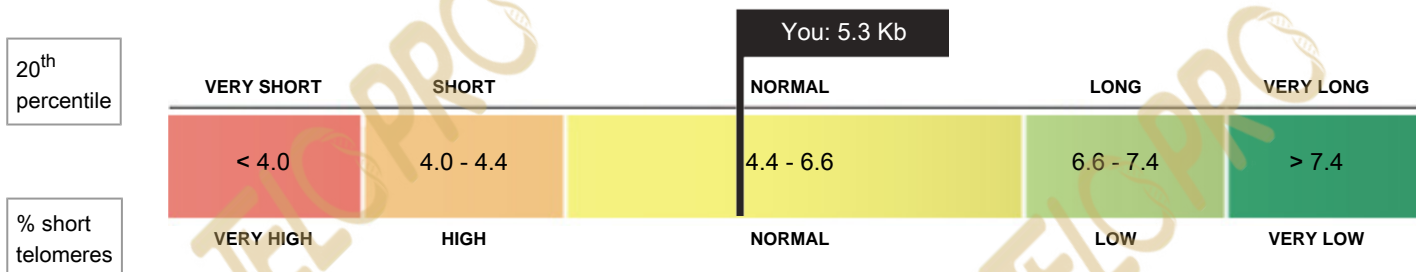 You: 5.3 Kb
20th
percentile
VERY SHORT SHORT NORMAL LONG VERY LONG
< 4.0 4.0 - 4.4 4.4 - 6.6 6.6 - 7.4 > 7.4
% short
telomeres
VERY HIGH HIGH NORMAL LOW VERY LOW
TELOPRO
TELOPRO